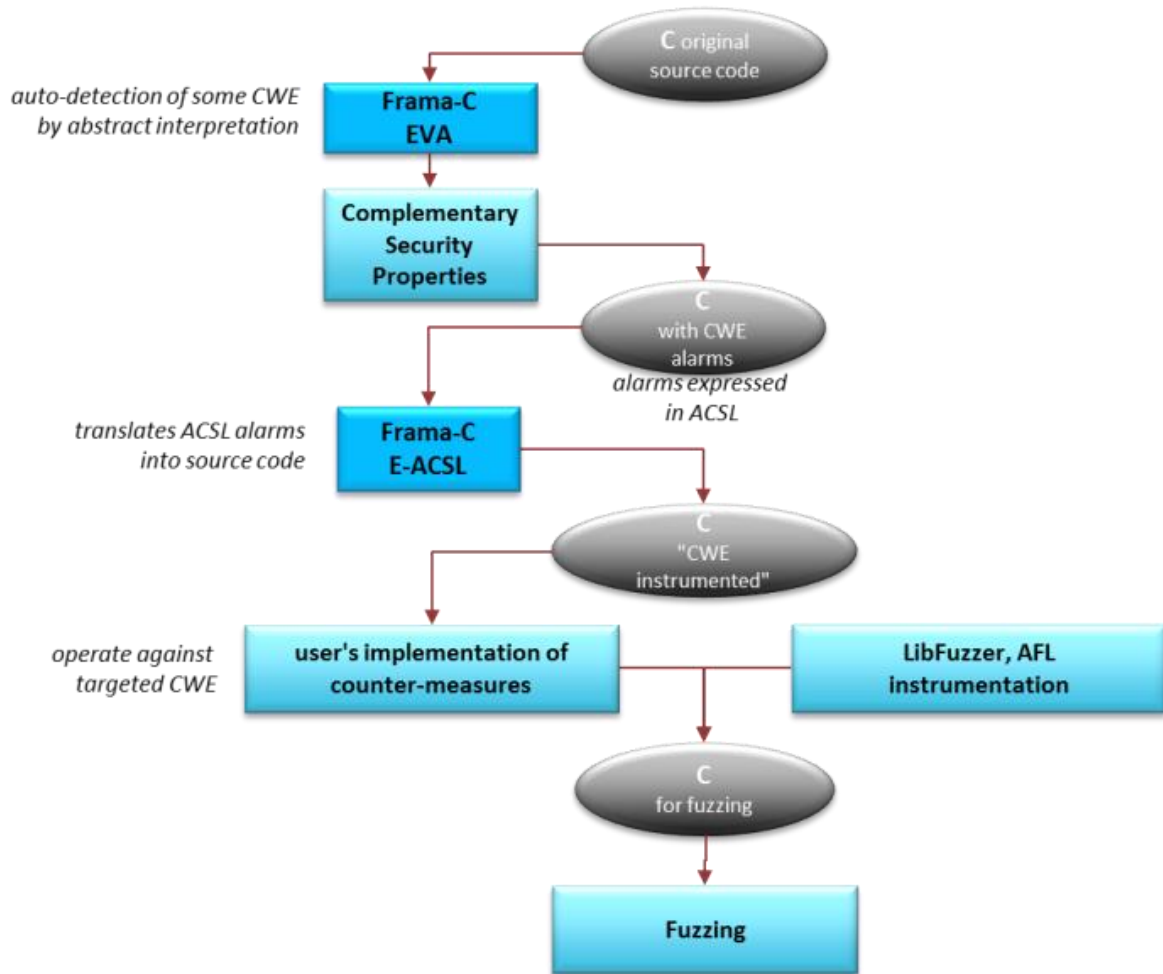 C original
source code
auto-detection of some CWE
by abstract interpretation
Frama-C
EVA
Complementary
Security
Properties
C
with CWE
alarms
alarms expressed
in ACSL
translates ACSL alarms
into source code
Frama-C
E-ACSL
C
"CWE
instrumented"
operate against
targeted CWE
user's implementation of
counter-measures
LibFuzzer, AFL
instrumentation
C
for fuzzing
Fuzzing